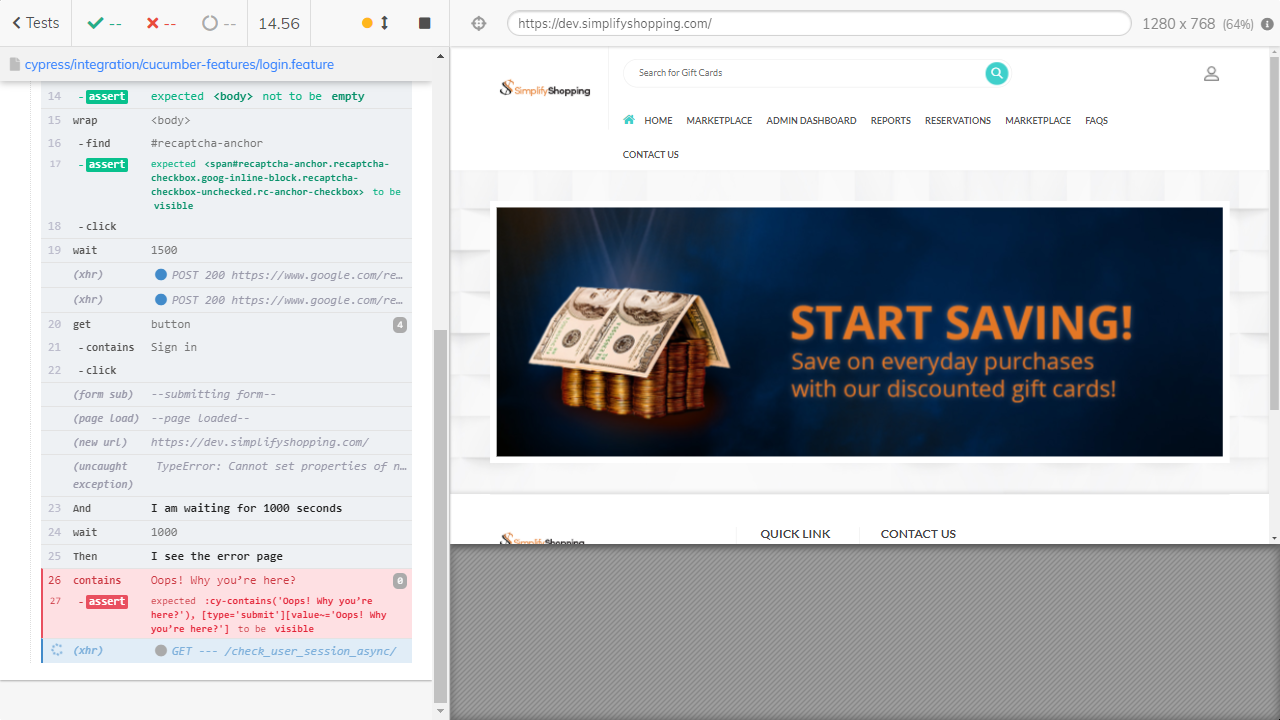 Tests
--
--
--
14.56
https://dev.simplifyshopping.com/
1280 x 768 (64%)
cypress/integration/cucumber-features/login.feature
14 -assert expected <body> not to be empty
15 wrap <body>
16 -find #recaptcha-anchor
17 -assert expected <span#recaptcha-anchor.recaptcha-
checkbox.goog-inline-block.recaptcha-
checkbox-unchecked.rc-anchor-checkbox> to be
visible
18 -click
19 wait 1500
(xhr) POST 200 https://www.google.com/re…
(xhr) POST 200 https://www.google.com/re…
20 get button 4
21 -contains Sign in
22 -click
(form sub) --submitting form--
(page load) --page loaded--
(new url) https://dev.simplifyshopping.com/
(uncaught exception) TypeError: Cannot set properties of n…
23 And I am waiting for 1000 seconds
24 wait 1000
25 Then I see the error page
26 contains Oops! Why you’re here? 0
27 -assert expected :cy-contains('Oops! Why you’re
here?'), [type='submit'][value~='Oops! Why
you’re here?'] to be visible
(xhr) GET --- /check_user_session_async/
SimplifyShopping
Search for Gift Cards
HOME MARKETPLACE ADMIN DASHBOARD REPORTS RESERVATIONS MARKETPLACE FAQS
CONTACT US
START SAVING!
Save on everyday purchases
with our discounted gift cards!
SimplifyShopping
QUICK LINK
CONTACT US